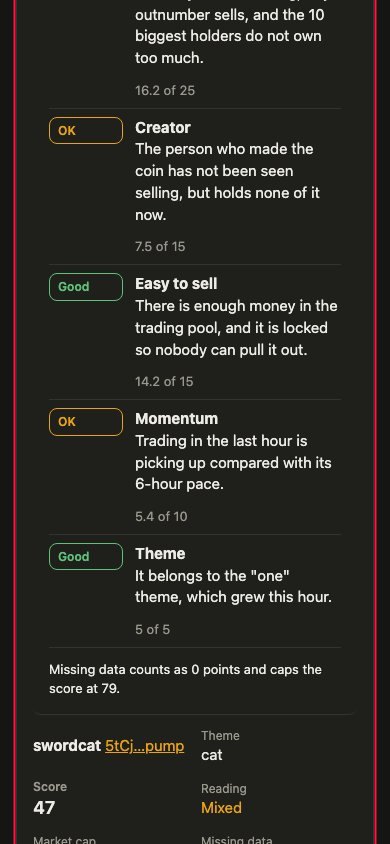 outnumber sells, and the 10
biggest holders do not own
too much.
16.2 of 25
OK
Creator
The person who made the
coin has not been seen
selling, but holds none of it
now.
7.5 of 15
Good
Easy to sell
There is enough money in the
trading pool, and it is locked
so nobody can pull it out.
14.2 of 15
OK
Momentum
Trading in the last hour is
picking up compared with its
6-hour pace.
5.4 of 10
Good
Theme
It belongs to the "one"
theme, which grew this hour.
5 of 5
Missing data counts as 0 points and caps the
score at 79.
swordcat 5tCj...pump
Theme
cat
Score
47
Reading
Mixed
Market cap
Missing data